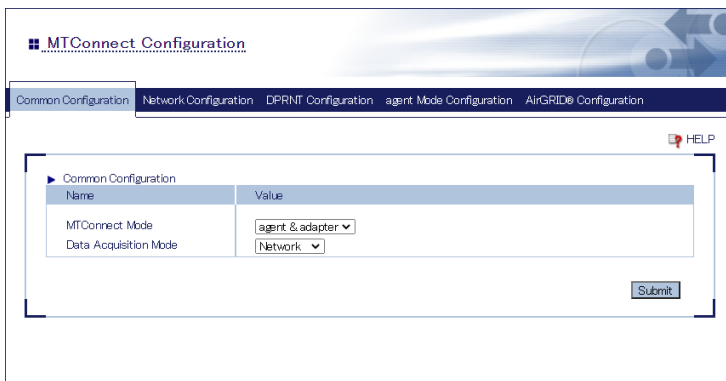 MTConnect Configuration
Common Configuration Network Configuration DPRNT Configuration agent Mode Configuration AirGRID® Configuration
HELP
Common Configuration
Name Value
MTConnect Mode agent & adapter
Data Acquisition Mode Network
Submit